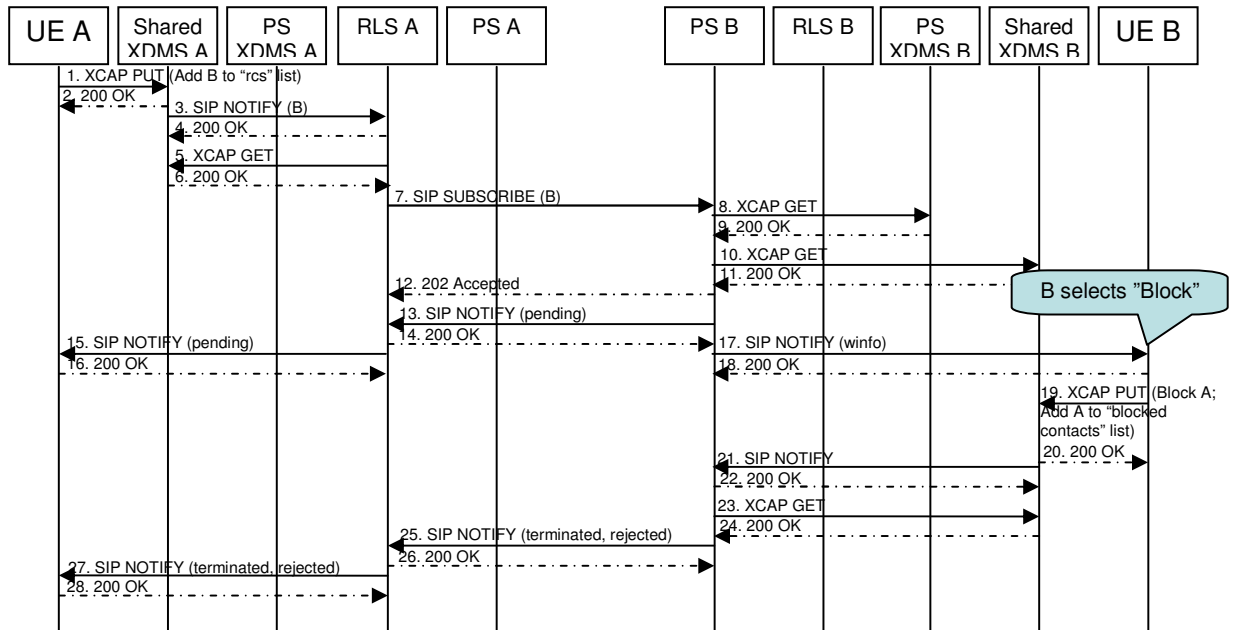 UE A
Shared
XDMS A
PS
XDMS A
RLS A
PS A
PS B
RLS B
PS
XDMS B
Shared
XDMS B
UE B
1. XCAP PUT (Add B to “rcs” list)
2. 200 OK
3. SIP NOTIFY (B)
4. 200 OK
5. XCAP GET
6. 200 OK
7. SIP SUBSCRIBE (B)
8. XCAP GET
9. 200 OK
10. XCAP GET
11. 200 OK
12. 202 Accepted
B selects ”Block”
13. SIP NOTIFY (pending)
14. 200 OK
15. SIP NOTIFY (pending)
16. 200 OK
17. SIP NOTIFY (winfo)
18. 200 OK
19. XCAP PUT (Block A;
Add A to “blocked
contacts” list)
20. 200 OK
21. SIP NOTIFY
22. 200 OK
23. XCAP GET
24. 200 OK
25. SIP NOTIFY (terminated, rejected)
26. 200 OK
27. SIP NOTIFY (terminated, rejected)
28. 200 OK